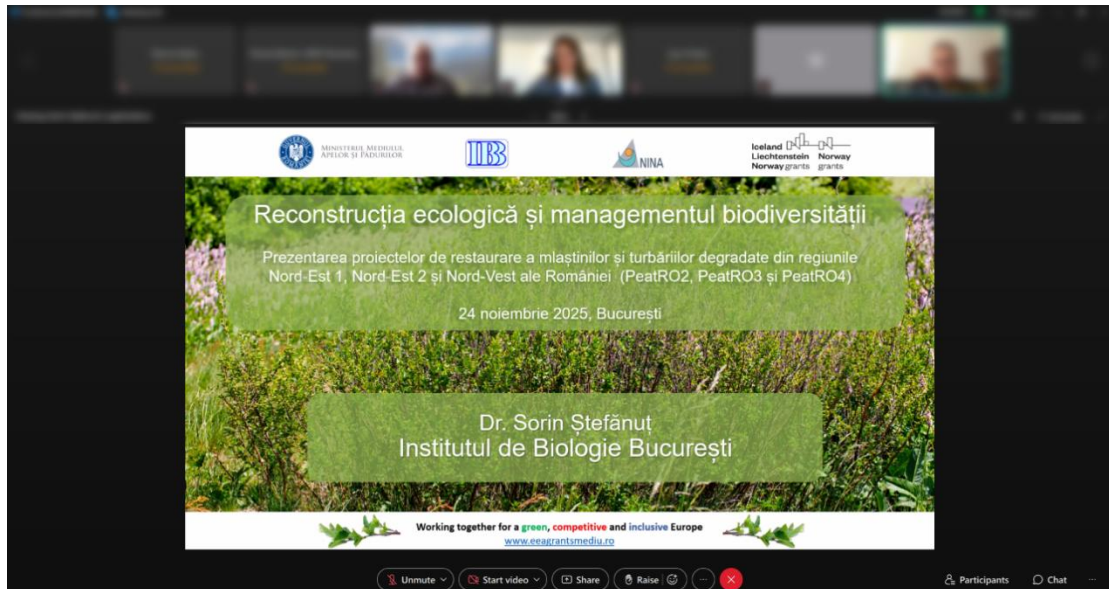 MINISTERUL MEDIULUI,
APELOR ȘI PĂDURILOR
IBB
NINA
Iceland
Liechtenstein
Norway grants
Norway
grants
Reconstrucția ecologică și managementul biodiversității
Prezentarea proiectelor de restaurare a mlaștinilor și turbăriilor degradate din regiunile
Nord-Est 1, Nord-Est 2 și Nord-Vest ale României (PeatRO2, PeatRO3 și PeatRO4)
24 noiembrie 2025, București
Dr. Sorin Ștefănuț
Institutul de Biologie București
Working together for a green, competitive and inclusive Europe
www.eeagrantsmediu.ro
Unmute
Start video
Share
Raise
Participants
Chat